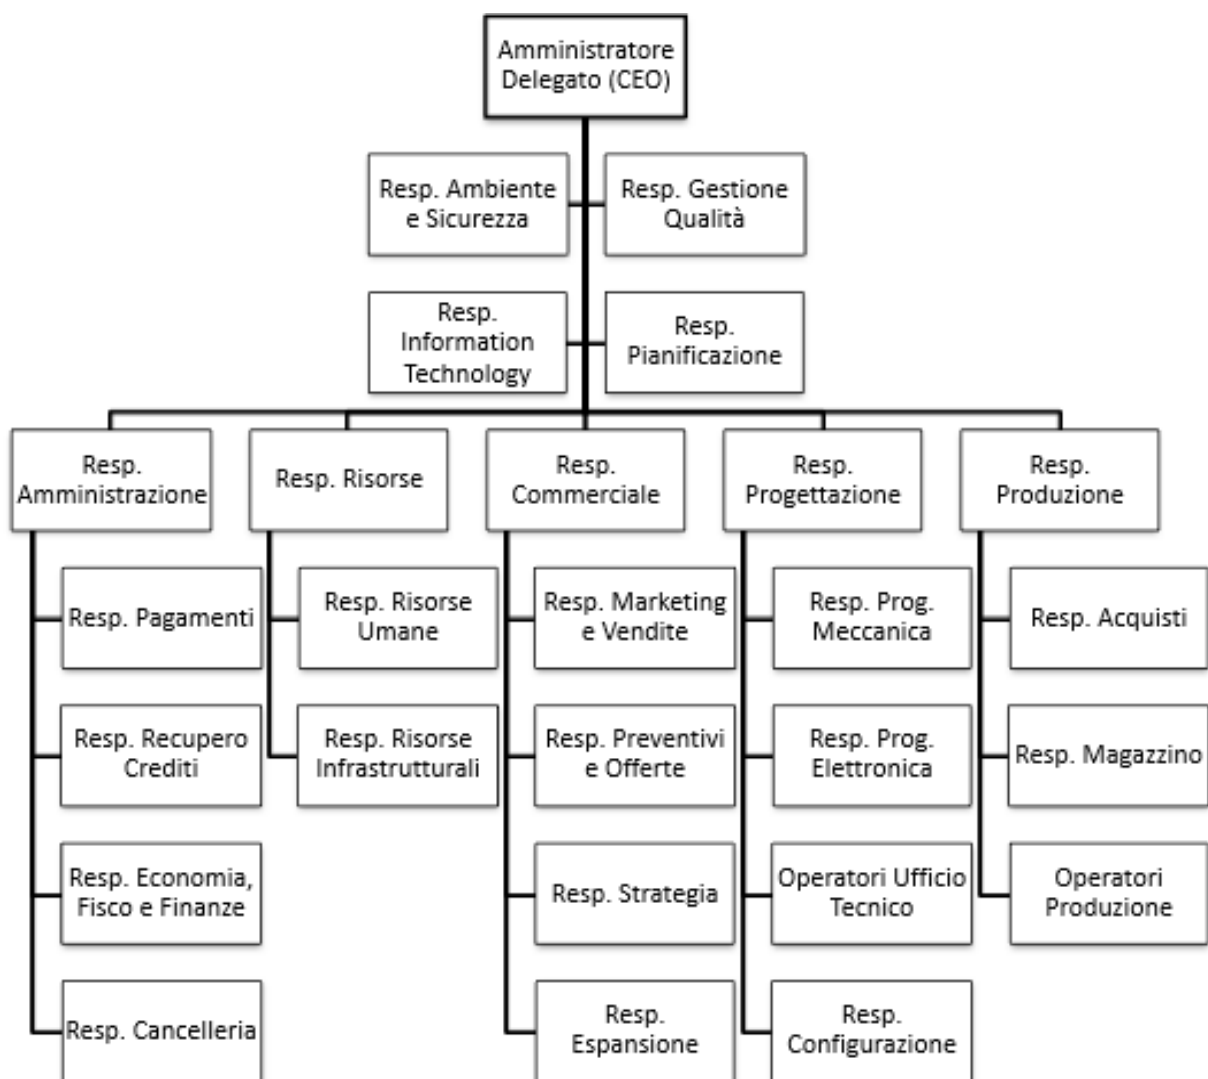 Amministratore
Delegato (CEO)
Resp. Ambiente
e Sicurezza
Resp. Gestione
Qualità
Resp.
Information
Technology
Resp.
Pianificazione
Resp.
Amministrazione
Resp. Risorse
Resp.
Commerciale
Resp.
Progettazione
Resp.
Produzione
Resp. Pagamenti
Resp. Recupero
Crediti
Resp. Economia,
Fisco e Finanze
Resp. Cancelleria
Resp. Risorse
Umane
Resp. Risorse
Infrastrutturali
Resp. Marketing
e Vendite
Resp. Preventivi
e Offerte
Resp. Strategia
Resp.
Espansione
Resp. Prog.
Meccanica
Resp. Prog.
Elettronica
Operatori Ufficio
Tecnico
Resp.
Configurazione
Resp. Acquisti
Resp. Magazzino
Operatori
Produzione